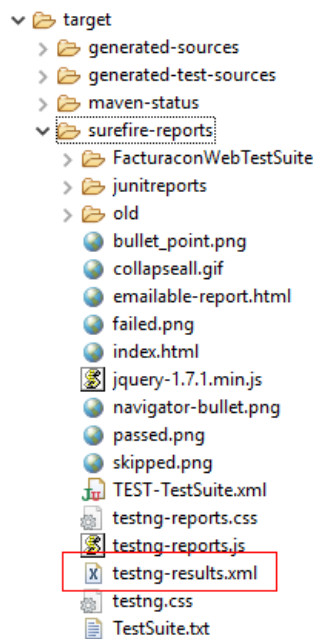 target
generated-sources
generated-test-sources
maven-status
surefire-reports
FacturaconWebTestSuite
junitreports
old
bullet_point.png
collapseall.gif
emailable-report.html
failed.png
index.html
jquery-1.7.1.min.js
navigator-bullet.png
passed.png
skipped.png
TEST-TestSuite.xml
testng-reports.css
testng-reports.js
testng-results.xml
testng.css
TestSuite.txt